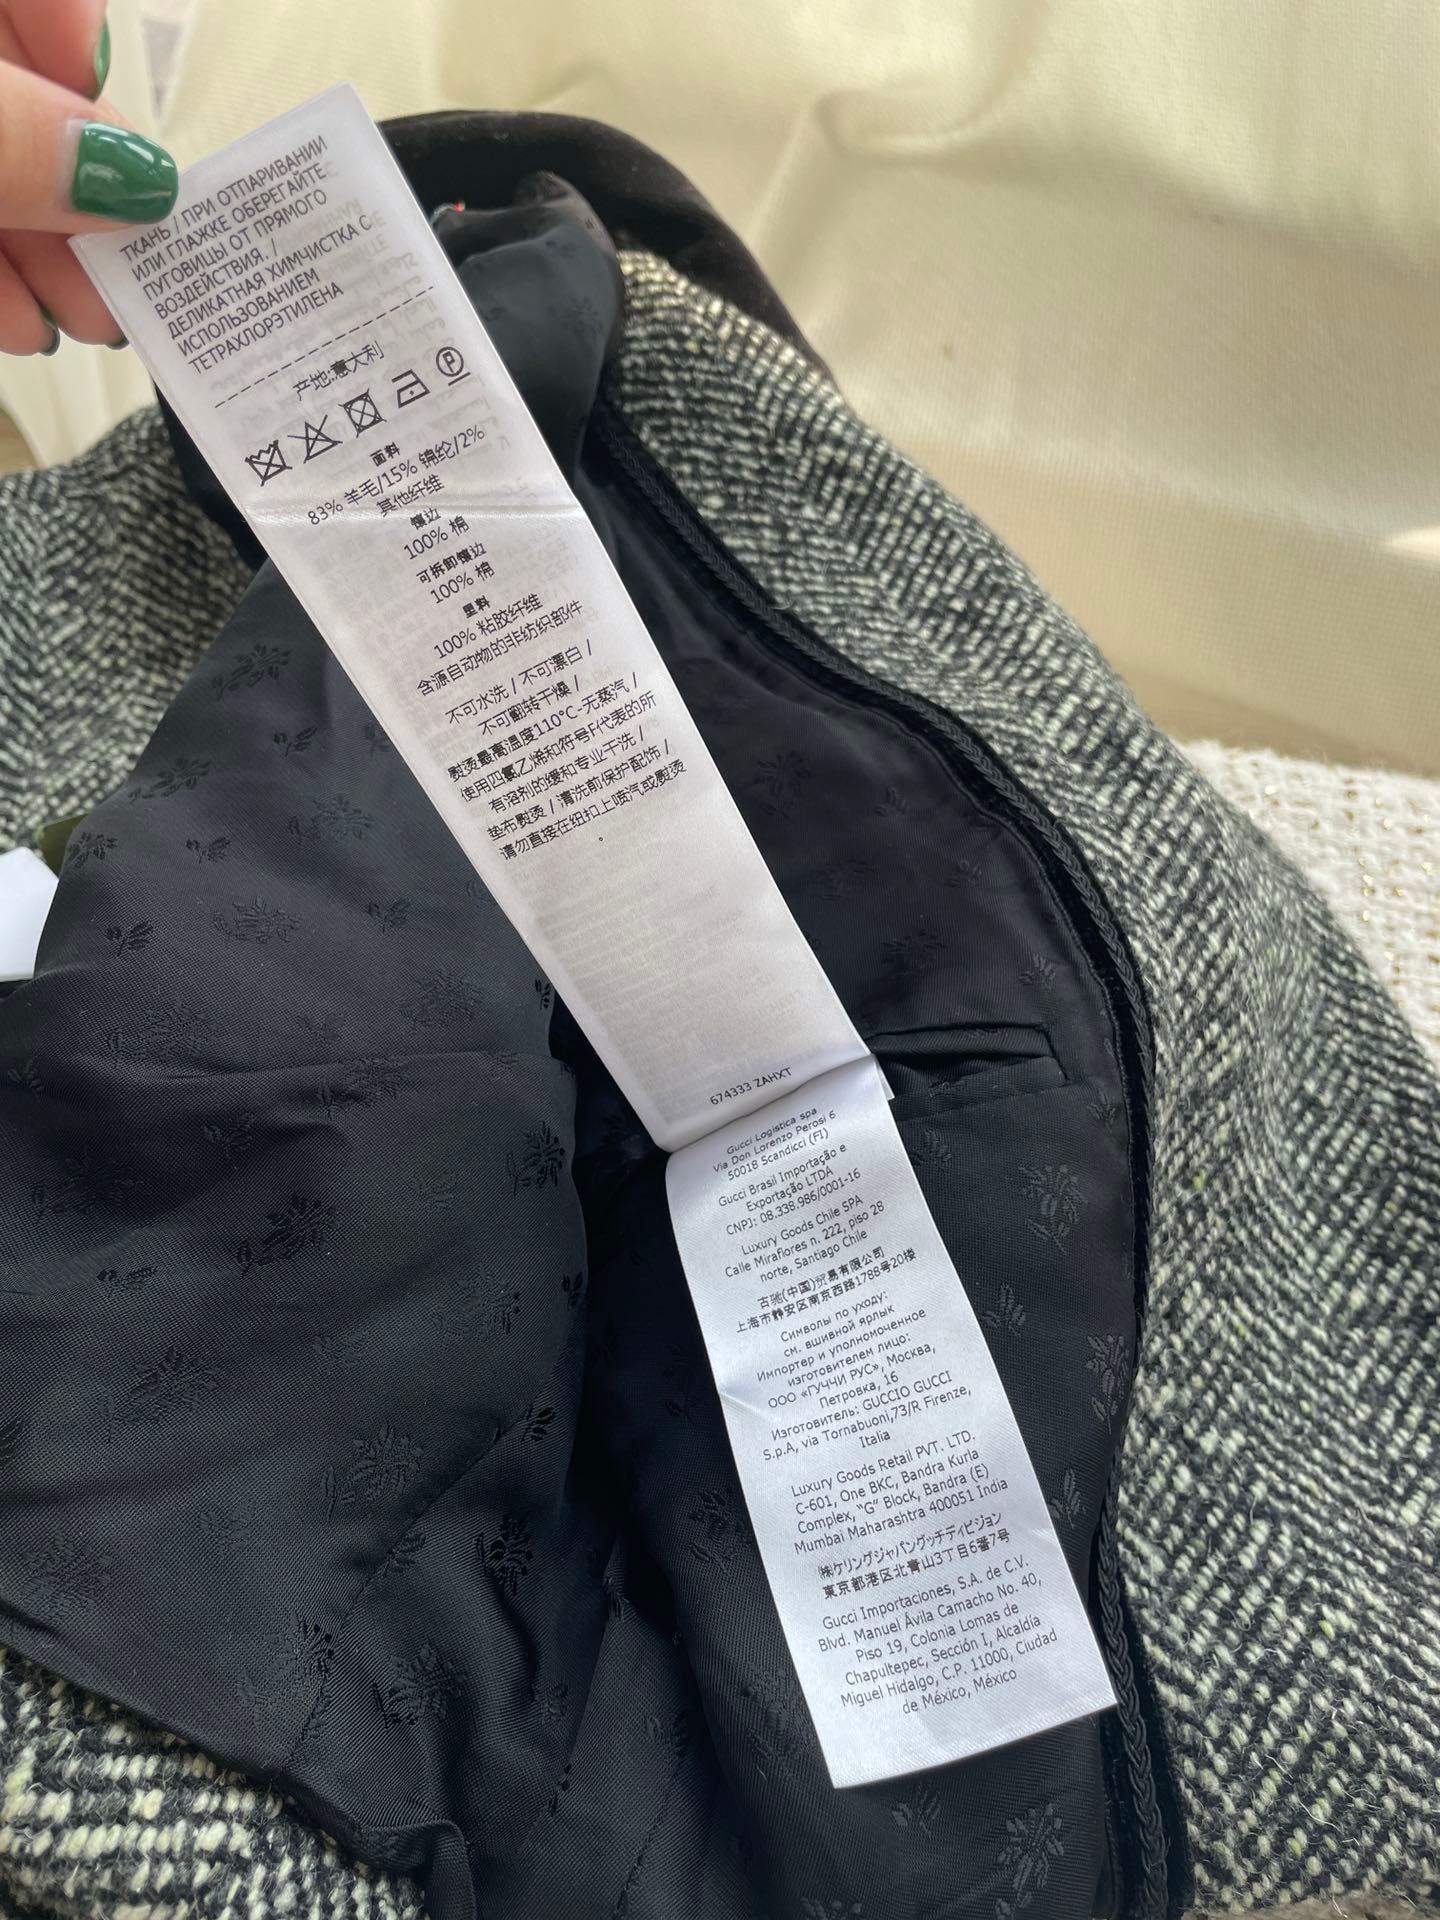 ТКАНЬ / ПРИ ОТПАРИВАНИИ
ИЛИ ГЛАЖКЕ ОБЕРЕГАЙТЕ
ПУГОВИЦЫ ОТ ПРЯМОГО
ВОЗДЕЙСТВИЯ. /
ДЕЛИКАТНАЯ ХИМЧИСТКА С
ИСПОЛЬЗОВАНИЕМ
ТЕТРАХЛОРЭТИЛЕНА
产地:意大利
P
面料
83% 羊毛/15% 锦纶/2%
其他纤维
镶边
100% 棉
可拆卸镶边
100% 棉
里料
100% 粘胶纤维
含源自动物的非纺织部件
不可水洗 / 不可漂白 /
不可翻转干燥 /
熨烫最高温度110°C-无蒸汽 /
使用四氯乙烯和符号F代表的所
有溶剂的缓和专业干洗 /
垫布熨烫 / 清洗前保护配饰 /
请勿直接在纽扣上喷汽或熨烫
。
674333 ZAHXT
Gucci Logistica spa
Via Don Lorenzo Perosi 6
50018 Scandicci (FI)
Gucci Brasil Importação e
Exportação LTDA
CNPJ: 08.338.986/0001-16
Luxury Goods Chile SPA
Calle Miraflores n. 222, piso 28
norte, Santiago Chile
古驰(中国)贸易有限公司
上海市静安区南京西路1788号20楼
Символы по уходу:
см. вшивной ярлык
Импортер и уполномоченное
изготовителем лицо:
ООО «ГУЧЧИ РУС», Москва,
Петровка, 16
Изготовитель: GUCCIO GUCCI
S.p.A, via Tornabuoni,73/R Firenze,
Italia
Luxury Goods Retail PVT. LTD.
C-601, One BKC, Bandra Kurla
Complex, "G" Block, Bandra (E)
Mumbai Maharashtra 400051 India
㈱ケリングジャパングッチディビジョン
東京都港区北青山3丁目6番7号
Gucci Importaciones, S.A. de C.V.
Blvd. Manuel Ávila Camacho No. 40,
Piso 19, Colonia Lomas de
Chapultepec, Sección I, Alcaldía
Miguel Hidalgo, C.P. 11000, Ciudad
de México, México